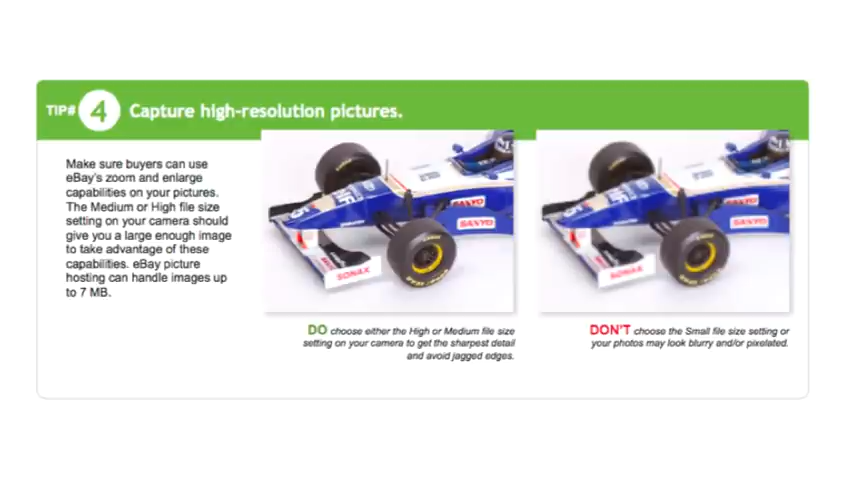 TIP# 4 Capture high-resolution pictures.
Make sure buyers can use
eBay's zoom and enlarge
capabilities on your pictures.
The Medium or High file size
setting on your camera should
give you a large enough image
to take advantage of these
capabilities. eBay picture
hosting can handle images up
to 7 MB.
SANYO
SANYO
SONAX
DO choose either the High or Medium file size
setting on your camera to get the sharpest detail
and avoid jagged edges.
SANYO
SANYO
SONAX
DON'T choose the Small file size setting or
your photos may look blurry and/or pixelated.